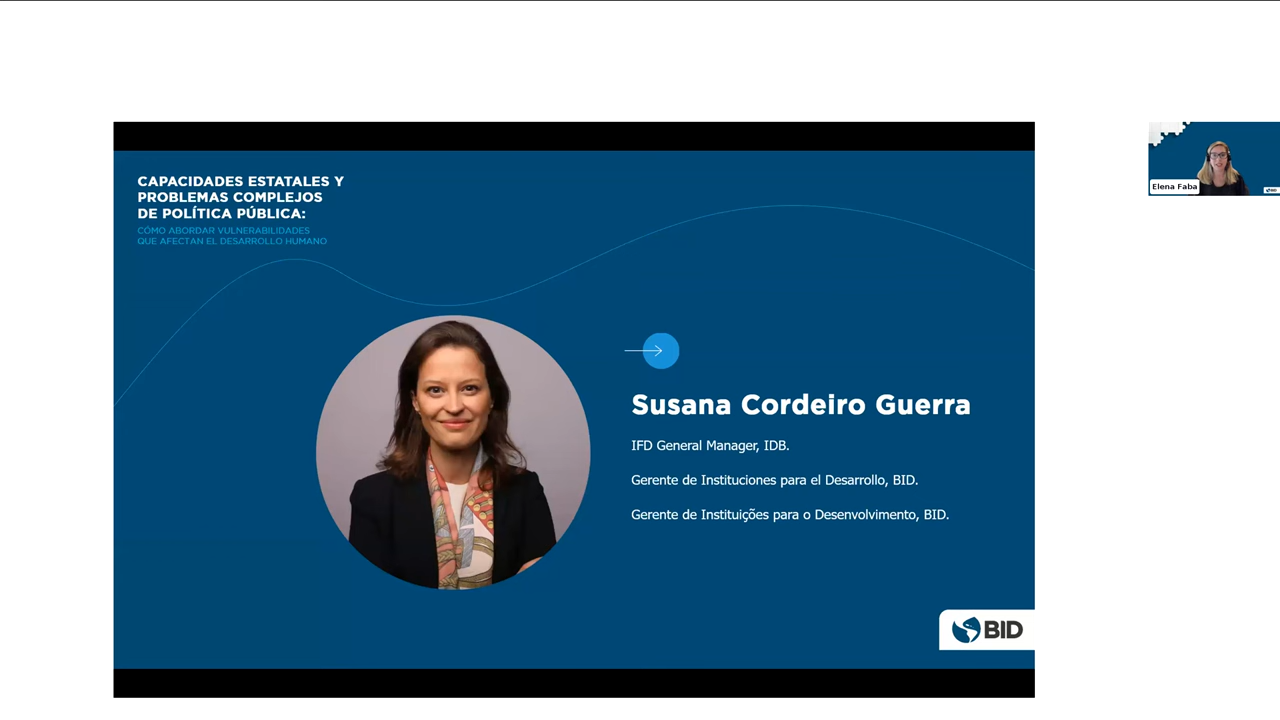 CAPACIDADES ESTATALES Y
PROBLEMAS COMPLEJOS
DE POLÍTICA PÚBLICA:
CÓMO ABORDAR VULNERABILIDADES
QUE AFECTAN EL DESARROLLO HUMANO
Susana Cordeiro Guerra
IFD General Manager, IDB.
Gerente de Instituciones para el Desarrollo, BID.
Gerente de Instituições para o Desenvolvimento, BID.
BID
Elena Faba
BID